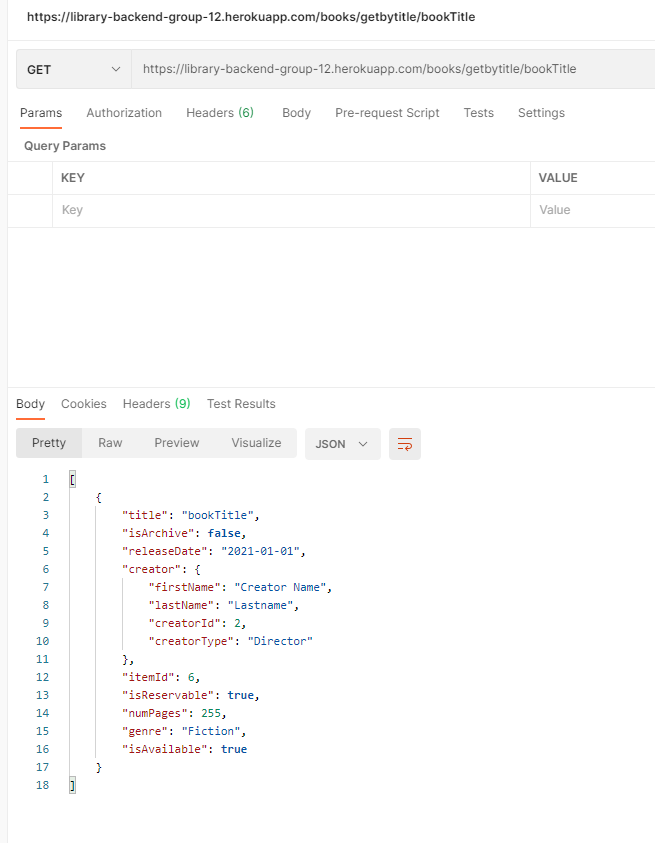 https://library-backend-group-12.herokuapp.com/books/getbytitle/bookTitle
GET https://library-backend-group-12.herokuapp.com/books/getbytitle/bookTitle
Params Authorization Headers (6) Body Pre-request Script Tests Settings
Query Params
KEY VALUE
Key Value
Body Cookies Headers (9) Test Results
Pretty Raw Preview Visualize JSON
1 [
2 {
3 "title": "bookTitle",
4 "isArchive": false,
5 "releaseDate": "2021-01-01",
6 "creator": {
7 "firstName": "Creator Name",
8 "lastName": "Lastname",
9 "creatorId": 2,
10 "creatorType": "Director"
11 },
12 "itemId": 6,
13 "isReservable": true,
14 "numPages": 255,
15 "genre": "Fiction",
16 "isAvailable": true
17 }
18 ]